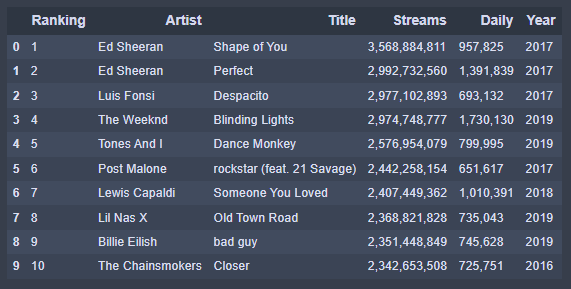 Ranking Artist Title Streams Daily Year
0 1 Ed Sheeran Shape of You 3,568,884,811 957,825 2017
1 2 Ed Sheeran Perfect 2,992,732,560 1,391,839 2017
2 3 Luis Fonsi Despacito 2,977,102,893 693,132 2017
3 4 The Weeknd Blinding Lights 2,974,748,777 1,730,130 2019
4 5 Tones And I Dance Monkey 2,576,954,079 799,995 2019
5 6 Post Malone rockstar (feat. 21 Savage) 2,442,258,154 651,617 2017
6 7 Lewis Capaldi Someone You Loved 2,407,449,362 1,010,391 2018
7 8 Lil Nas X Old Town Road 2,368,821,828 735,043 2019
8 9 Billie Eilish bad guy 2,351,448,849 745,628 2019
9 10 The Chainsmokers Closer 2,342,653,508 725,751 2016